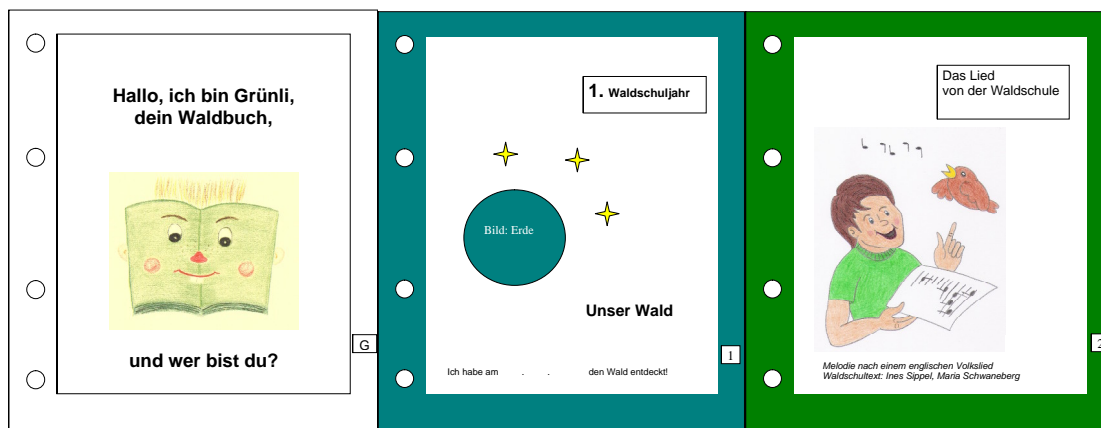 Hallo, ich bin Grünli,
dein Waldbuch,
und wer bist du?
G
1. Waldschuljahr
Bild: Erde
Unser Wald
1
Ich habe am . . den Wald entdeckt!
Das Lied
von der Waldschule
2
Melodie nach einem englischen Volkslied
Waldschultext: Ines Sippel, Maria Schwaneberg